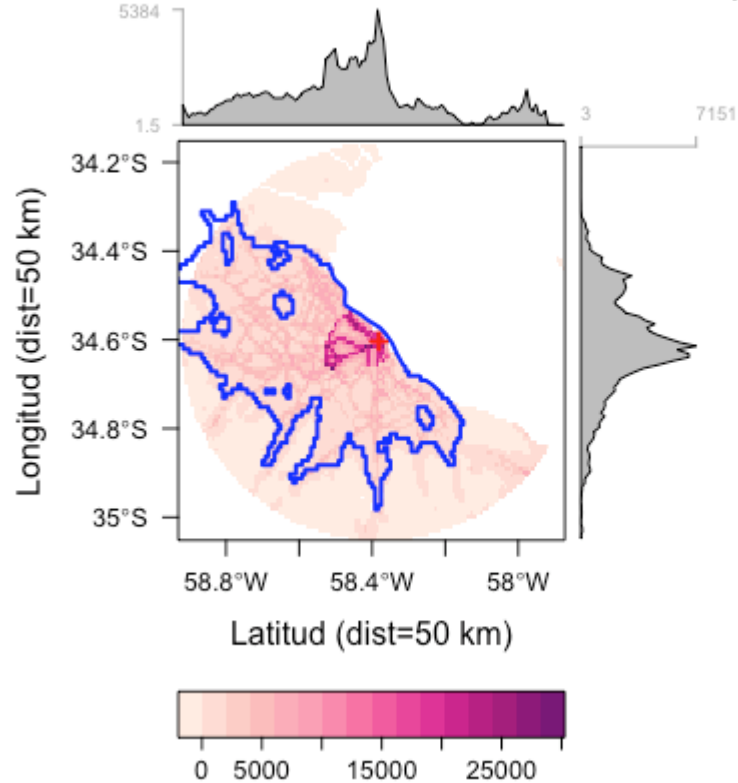 5384
1.5
3 7151
34.2°S
34.4°S
34.6°S
34.8°S
35°S
Longitud (dist=50 km)
58.8°W 58.4°W 58°W
Latitud (dist=50 km)
0 5000 15000 25000